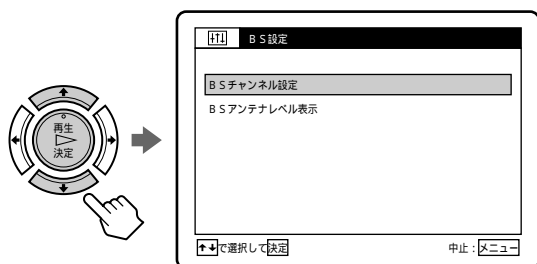 BS設定
BSチャンネル設定
BSアンテナレベル表示
再生
決定
↑↓で選択して決定
中止：メニュー